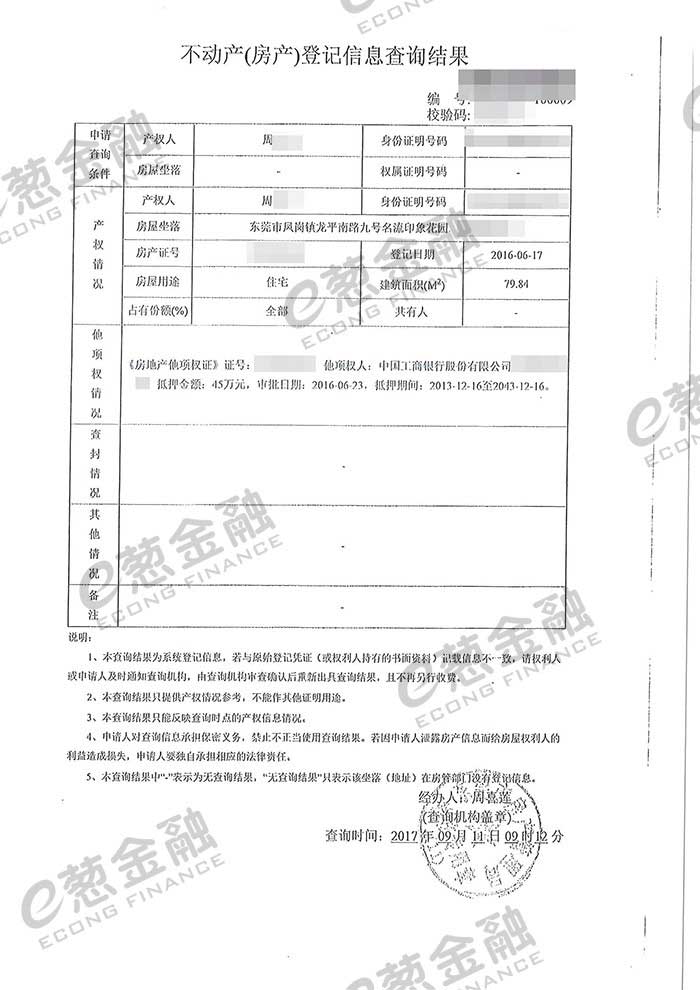 不动产(房产)登记信息查询结果
编 号:
校验码:
申请查询条件 产权人 周 身份证明号码
房屋坐落 - 权属证明号码 -
产权情况 产权人 周 身份证明号码
房屋坐落 东莞市凤岗镇龙平南路九号名流印象花园
房产证号 登记日期 2016-06-17
房屋用途 住宅 建筑面积(M²) 79.84
占有份额(%) 全部 共有人 -
他项权情况 《房地产他项权证》证号: 他项权人：中国工商银行股份有限公司
抵押金额：45万元，审批日期：2016-06-23，抵押期间：2013-12-16至2043-12-16。
查封情况 -
其他情况 -
备注 -
说明：
1、本查询结果为系统登记信息，若与原始登记凭证（或权利人持有的书面资料）记载信息不一致，请权利人
或申请人及时通知查询机构，由查询机构审查确认后重新出具查询结果，且不再另行收费。
2、本查询结果只提供产权情况参考，不能作其他证明用途。
3、本查询结果只能反映查询时点的产权信息情况。
4、申请人对查询信息承担保密义务，禁止不正当使用查询结果。若因申请人泄露房产信息而给房屋权利人的
利益造成损失，申请人要独自承担相应的法律责任。
5、本查询结果中“-”表示为无查询结果，“无查询结果”只表示该坐落（地址）在房管部门没有登记信息。
经办人：周喜莲
(查询机构盖章)
查询时间：2017年09月11日09时12分
e葱金融
ECONG FINANCE